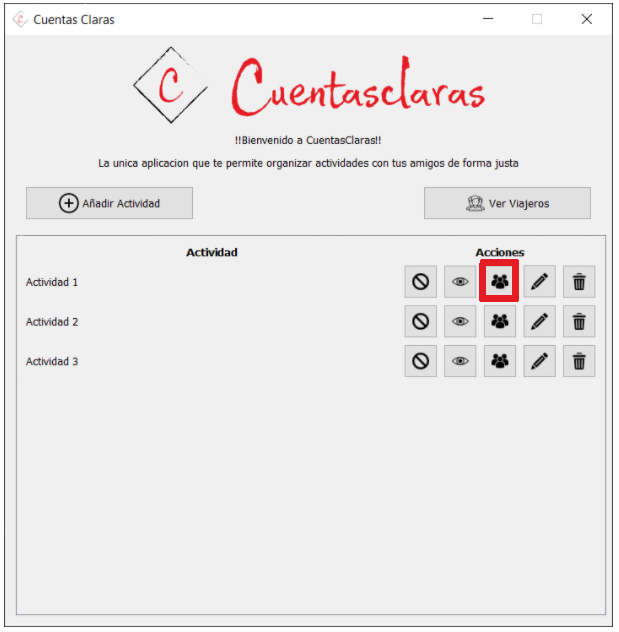 Cuentas Claras
C Cuentasclaras
!!Bienvenido a CuentasClaras!!
La unica aplicacion que te permite organizar actividades con tus amigos de forma justa
Añadir Actividad
Ver Viajeros
Actividad Acciones
Actividad 1
Actividad 2
Actividad 3